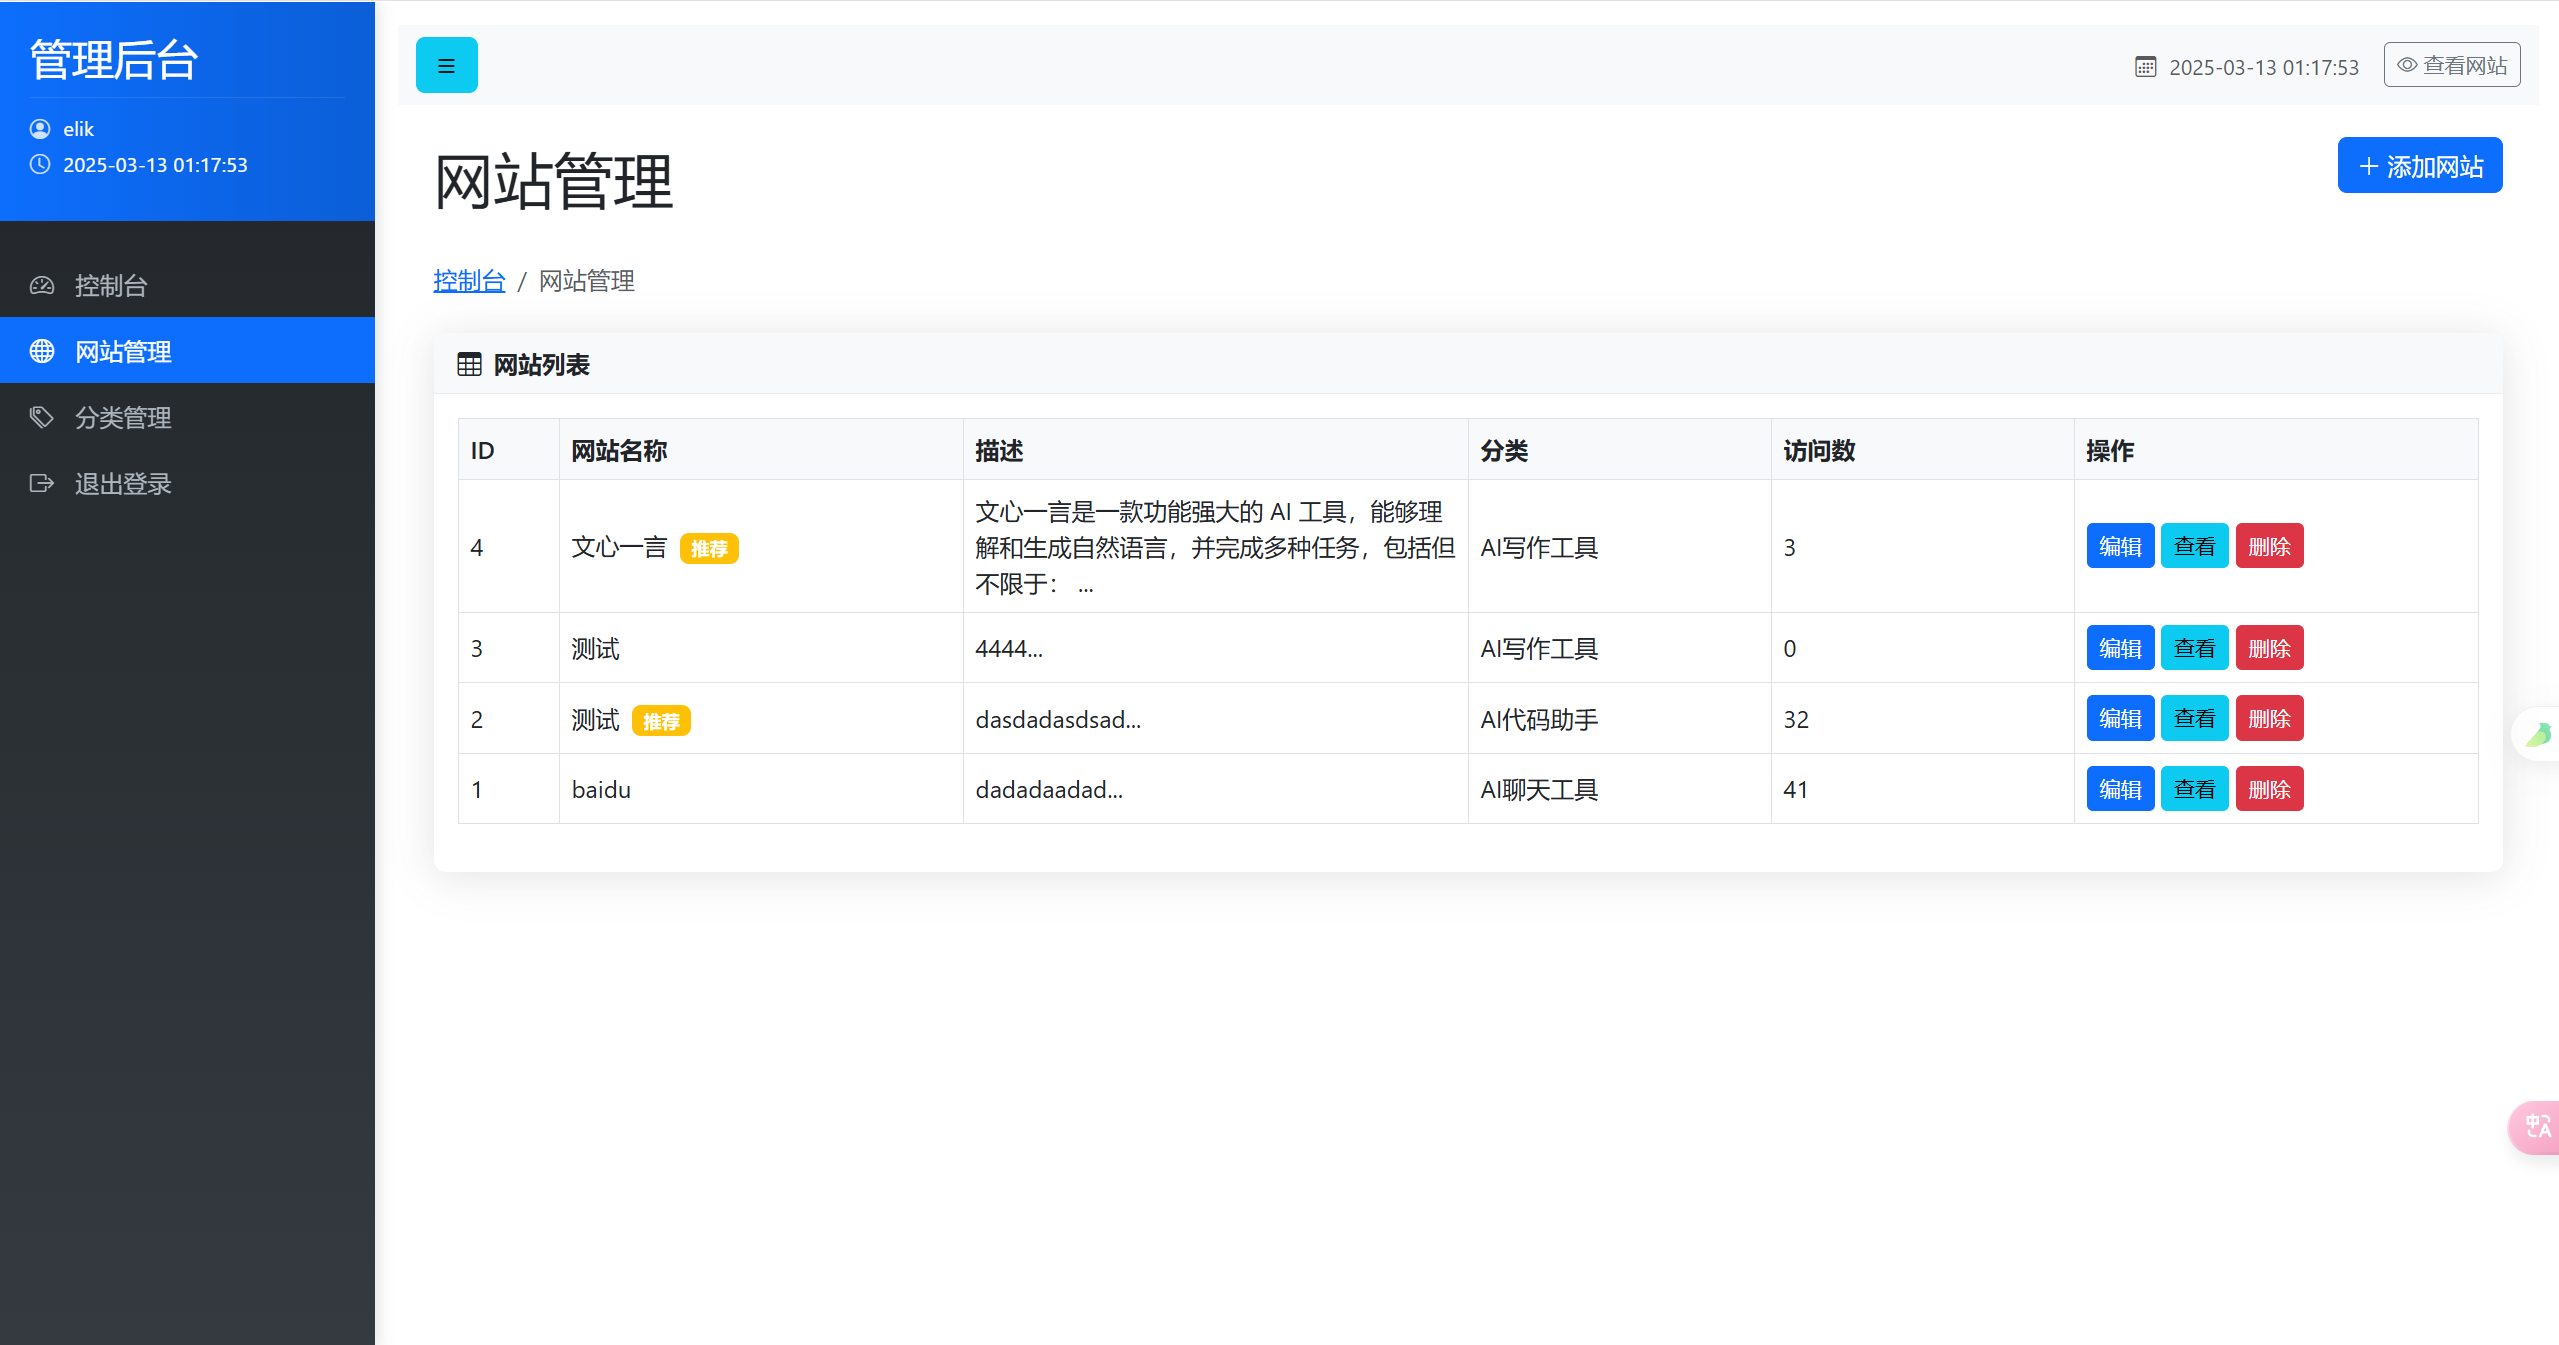 管理后台
elik
2025-03-13 01:17:53
控制台
网站管理
分类管理
退出登录
2025-03-13 01:17:53
查看网站
网站管理
添加网站
控制台 / 网站管理
网站列表
ID 网站名称 描述 分类 访问数 操作
4 文心一言 推荐 文心一言是一款功能强大的 AI 工具，能够理
解和生成自然语言，并完成多种任务，包括但
不限于： ... AI写作工具 3 编辑 查看 删除
3 测试 4444... AI写作工具 0 编辑 查看 删除
2 测试 推荐 dasdadasdsad... AI代码助手 32 编辑 查看 删除
1 baidu dadadaadad... AI聊天工具 41 编辑 查看 删除
中A